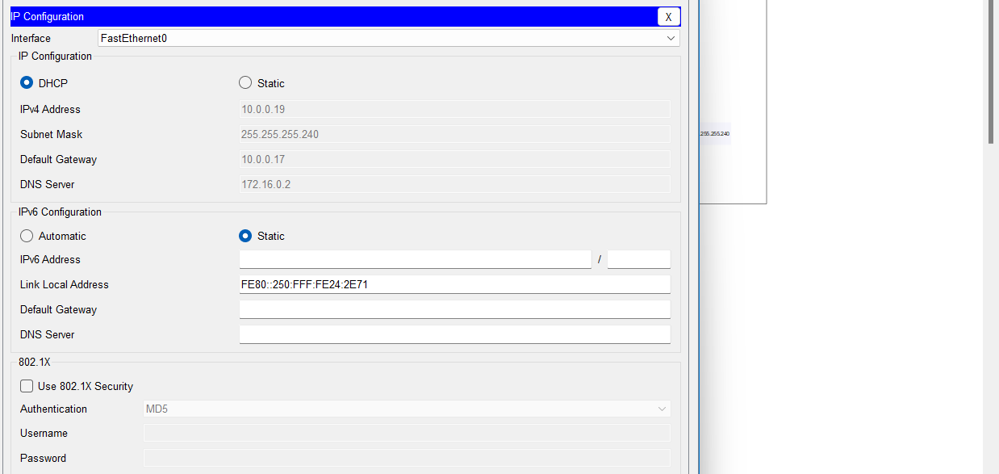 IP Configuration X
Interface FastEthernet0
IP Configuration
DHCP Static
IPv4 Address 10.0.0.19
Subnet Mask 255.255.255.240
.255.255.240
Default Gateway 10.0.0.17
DNS Server 172.16.0.2
IPv6 Configuration
Automatic Static
IPv6 Address /
Link Local Address FE80::250:FFF:FE24:2E71
Default Gateway
DNS Server
802.1X
Use 802.1X Security
Authentication MD5
Username
Password